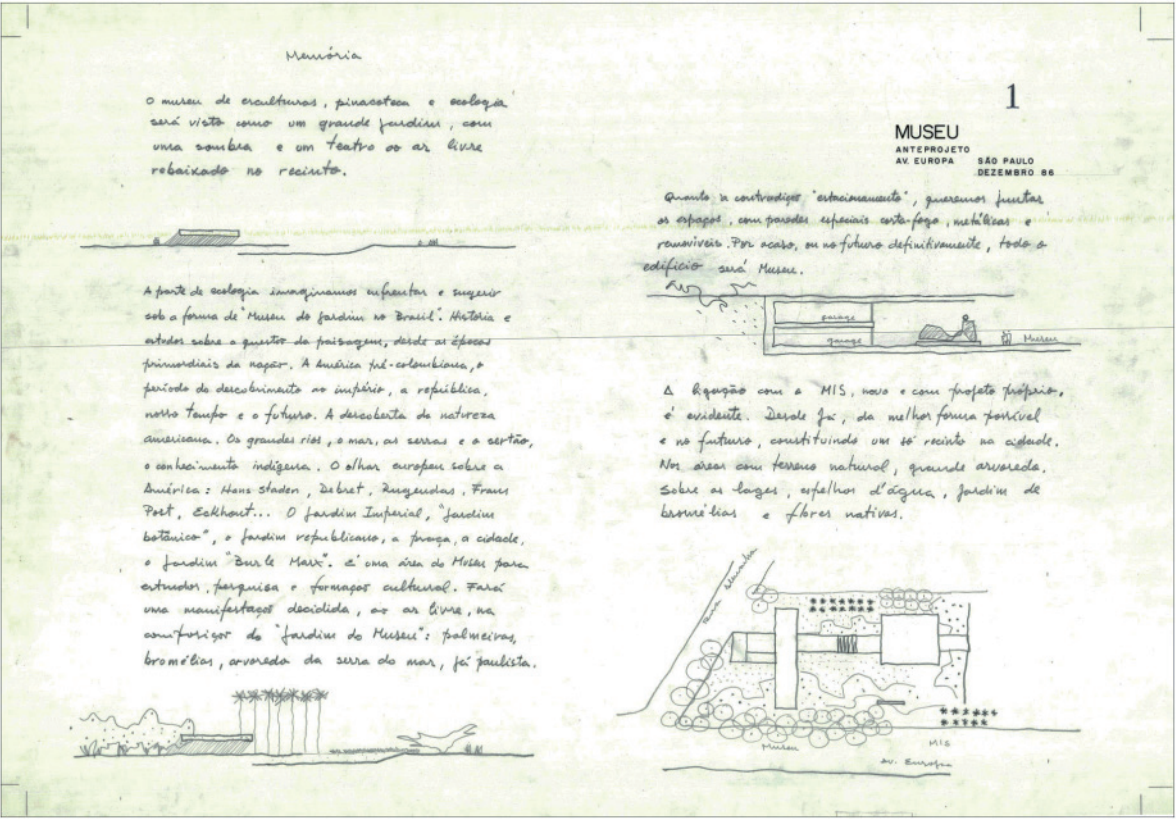 Memória
O museu de esculturas, pinacoteca e ecologia
será visto como um grande jardim, com
uma sombra e um teatro ao ar livre
rebaixado no recinto.
A parte de ecologia imaginamos enfrentar e sugerir
sob a forma de "Museu do Jardim no Brasil". História e
estudos sobre a questão da paisagem, desde as épocas
primordiais da nação. A América pré-colombiana, o
período do descobrimento ao império, a república,
nosso tempo e o futuro. A descoberta da natureza
americana. Os grandes rios, o mar, as serras e o sertão,
o conhecimento indígena. O olhar europeu sobre a
América: Hans Staden, Debret, Rugendas, Frans
Post, Eckhout... O Jardim Imperial, "Jardim
botânico", o jardim republicano, a praça, a cidade,
o Jardim "Burle Marx". É uma área do Museu para
estudos, pesquisa e formação cultural. Fará
uma manifestação decidida, ao ar livre, na
composição do "Jardim do Museu": palmeiras,
bromélias, arvoredo da serra do mar, já paulista.
1
MUSEU
ANTEPROJETO
AV. EUROPA SÃO PAULO
DEZEMBRO 86
Quanto à contradição "estacionamento", queremos juntar
os espaços, com paredes especiais corta-fogo, metálicas e
removíveis. Por acaso, ou no futuro definitivamente, todo o
edifício será Museu.
garage
garage
Museu
A ligação com o MIS, novo e com projeto próprio,
é evidente. Desde já, da melhor forma possível
e no futuro, constituindo um só recinto na cidade.
Nas áreas com terreno natural, grande arvoredo.
Sobre as lages, espelhos d'água, jardim de
bromélias e flores nativas.
Museu
MIS
Av. Europa